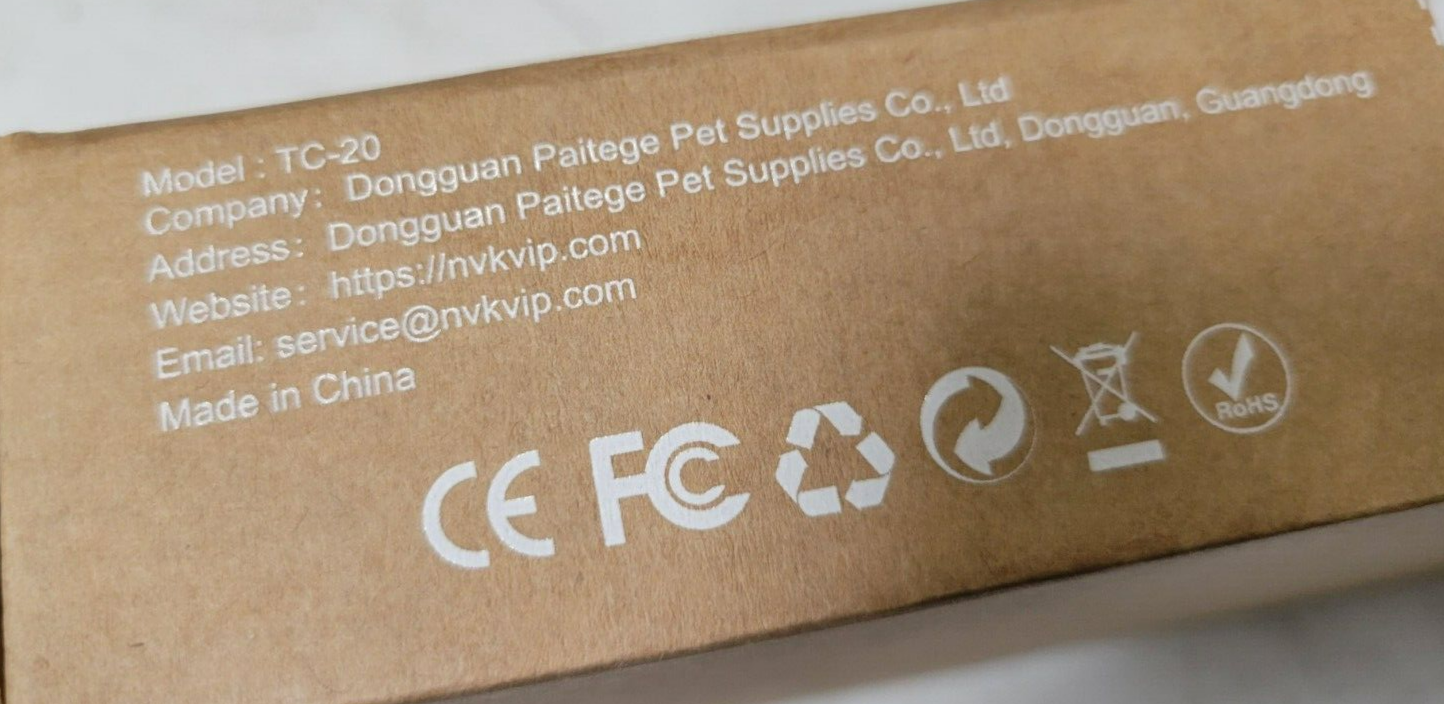 Model : TC-20
Company: Dongguan Paitege Pet Supplies Co., Ltd
Address: Dongguan Paitege Pet Supplies Co., Ltd, Dongguan, Guangdong
Website: https://nvkvip.com
Email: service@nvkvip.com
Made in China
CE FCC RoHS